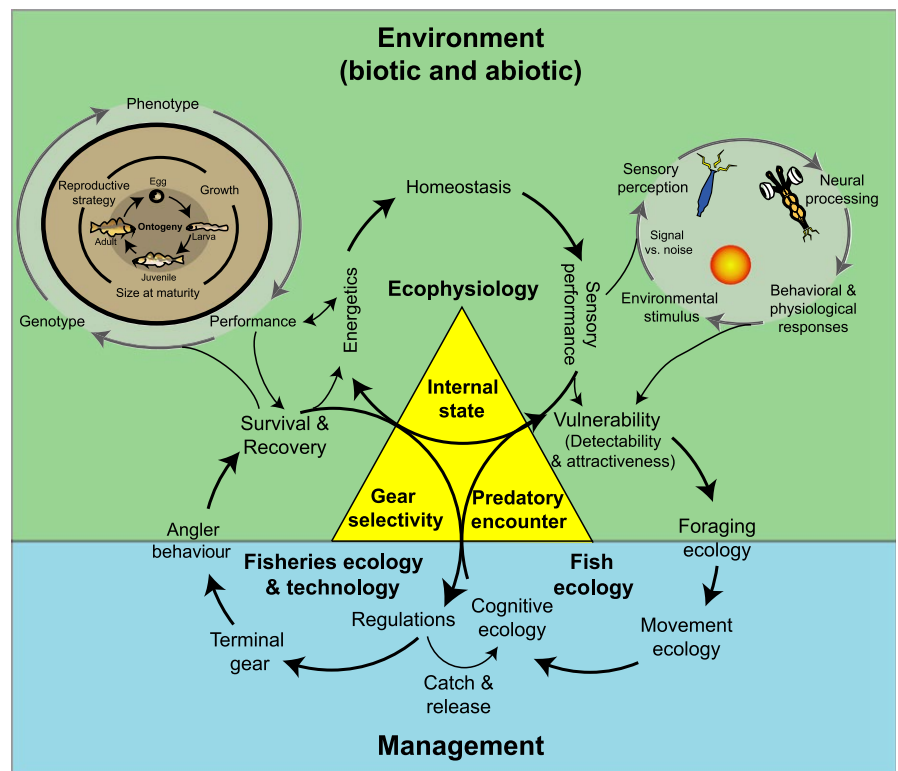 Environment
(biotic and abiotic)
Phenotype
Reproductive
strategy
Egg
Growth
Ontogeny
Adult
Larva
Juvenile
Size at maturity
Genotype
Performance
Homeostasis
Energetics
Ecophysiology
Sensory
performance
Sensory
perception
Neural
processing
Signal
vs. noise
Environmental
stimulus
Behavioral &
physiological
responses
Internal
state
Survival &
Recovery
Vulnerability
(Detectability
& attractiveness)
Gear
selectivity
Predatory
encounter
Angler
behaviour
Foraging
ecology
Fisheries ecology
& technology
Fish
ecology
Regulations
Cognitive
ecology
Terminal
gear
Movement
ecology
Catch &
release
Management